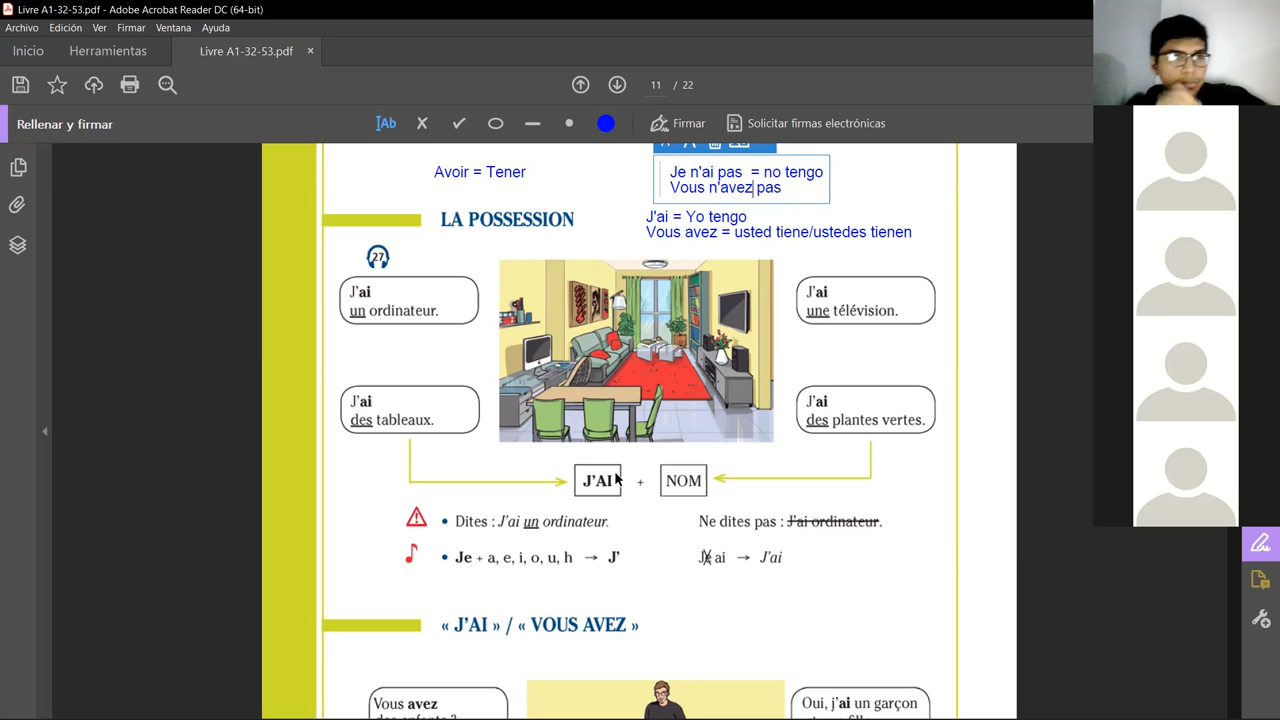 Livre A1-32-53.pdf - Adobe Acrobat Reader DC (64-bit)
Archivo Edición Ver Firmar Ventana Ayuda
Inicio Herramientas Livre A1-32-53.pdf ×
11 / 22
Rellenar y firmar
Ab
Firmar
Solicitar firmas electrónicas
Avoir = Tener
Je n'ai pas = no tengo
Vous n'avez pas
J'ai = Yo tengo
Vous avez = usted tiene/ustedes tienen
LA POSSESSION
27
J'ai
un ordinateur.
J'ai
une télévision.
J'ai
des tableaux.
J'ai
des plantes vertes.
J'AI + NOM
• Dites : J'ai un ordinateur.
Ne dites pas : J'ai ordinateur.
• Je + a, e, i, o, u, h → J'
Je ai → J'ai
« J'AI » / « VOUS AVEZ »
Vous avez
Oui, j'ai un garçon